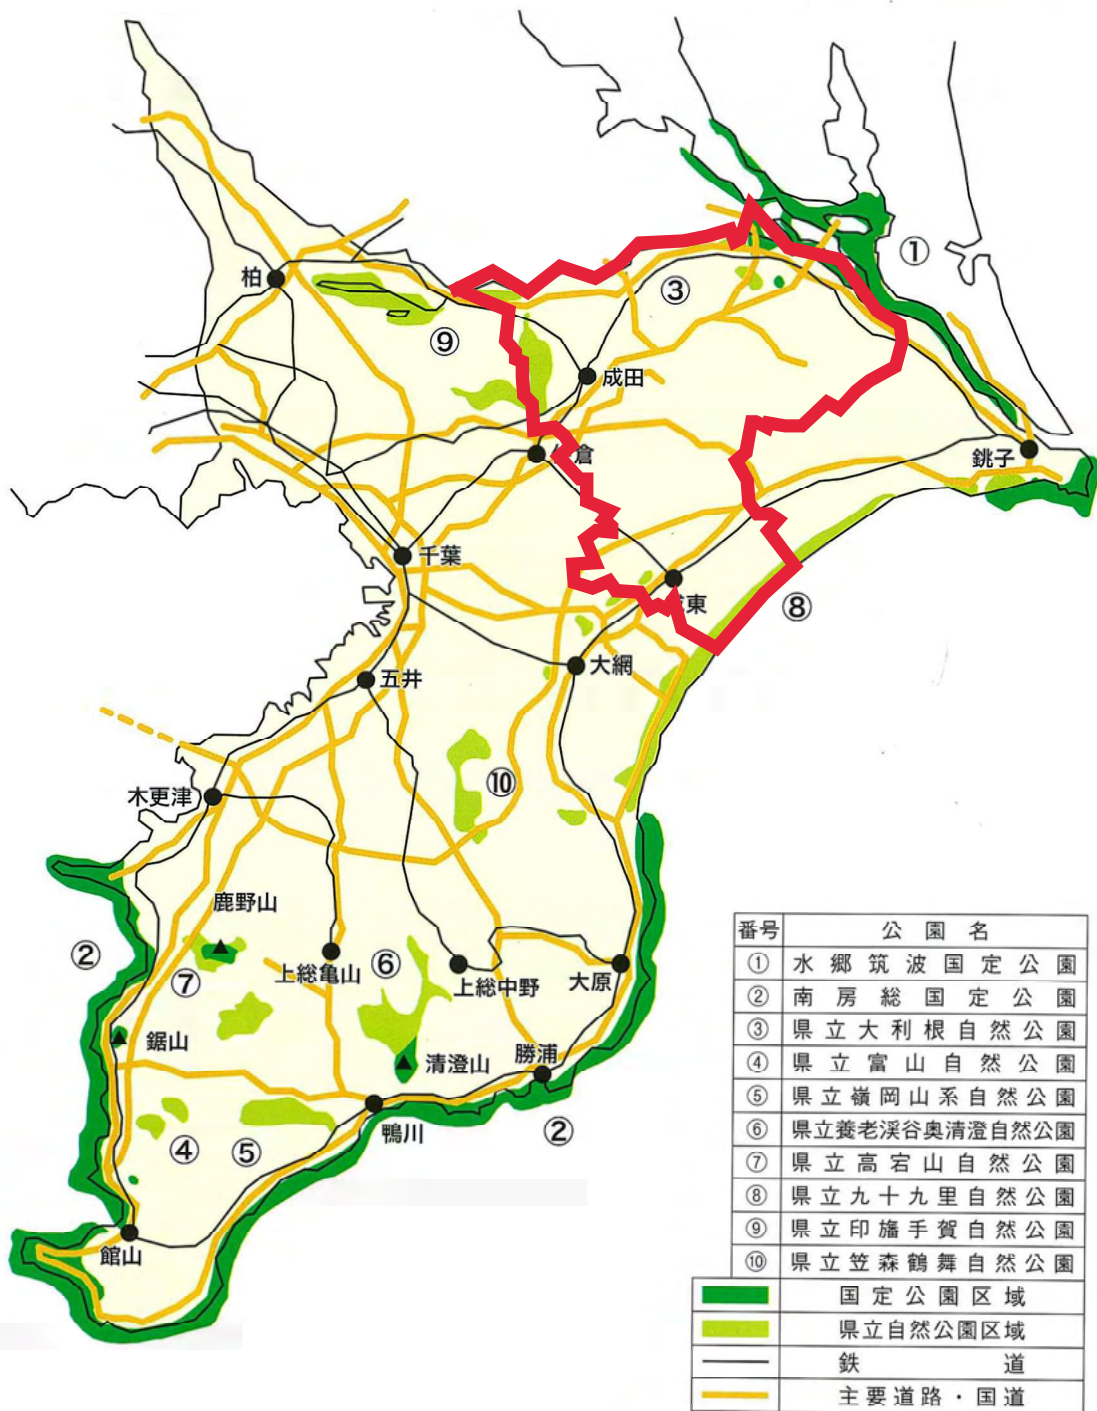 ①
柏
③
⑨
成田
倉
銚子
千葉
東
⑧
大網
五井
⑩
木更津
鹿野山
②
⑥
⑦
上総亀山
上総中野
大原
鋸山
清澄山
勝浦
鴨川
②
④
⑤
館山
番号 公園名
① 水郷筑波国定公園
② 南房総国定公園
③ 県立大利根自然公園
④ 県立富山自然公園
⑤ 県立嶺岡山系自然公園
⑥ 県立養老渓谷奥清澄自然公園
⑦ 県立高宕山自然公園
⑧ 県立九十九里自然公園
⑨ 県立印旛手賀自然公園
⑩ 県立笠森鶴舞自然公園
国定公園区域
県立自然公園区域
鉄道
主要道路・国道